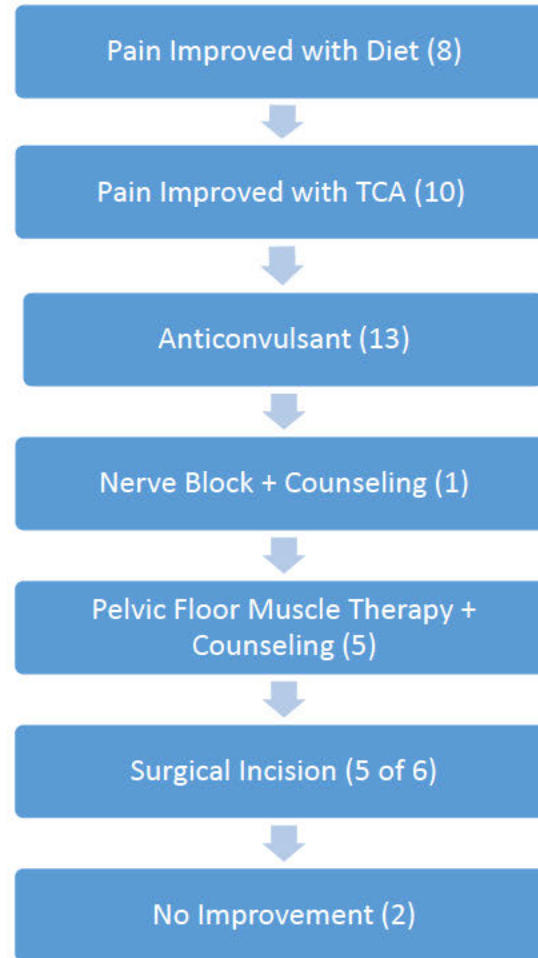 Pain Improved with Diet (8)
Pain Improved with TCA (10)
Anticonvulsant (13)
Nerve Block + Counseling (1)
Pelvic Floor Muscle Therapy +
Counseling (5)
Surgical Incision (5 of 6)
No Improvement (2)